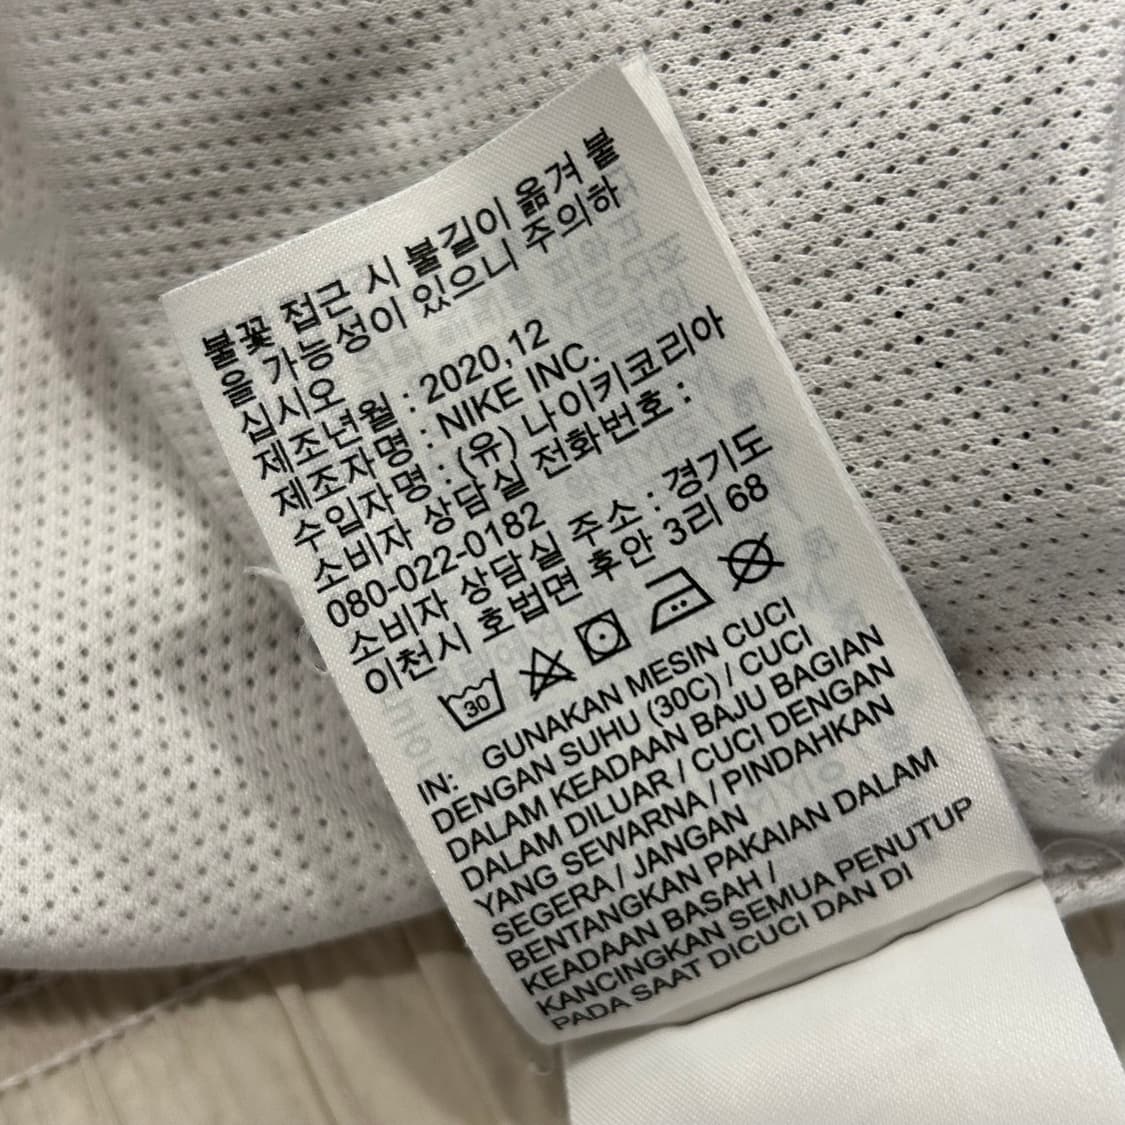 불꽃 접근 시 불길이 옮겨 붙
을 가능성이 있으니 주의하
십시오
제조년월 : 2020,12
제조자명 : NIKE INC.
수입자명 : (유) 나이키코리아
소비자 상담실 전화번호 :
080-022-0182
소비자 상담실 주소 : 경기도
이천시 호법면 후안 3리 68
30
IN: GUNAKAN MESIN CUCI
DENGAN SUHU (30C) / CUCI
DALAM KEADAAN BAJU BAGIAN
DALAM DILUAR / CUCI DENGAN
YANG SEWARNA / PINDAHKAN
SEGERA / JANGAN
BENTANGKAN PAKAIAN DALAM
KEADAAN BASAH /
KANCINGKAN SEMUA PENUTUP
PADA SAAT DICUCI DAN DI